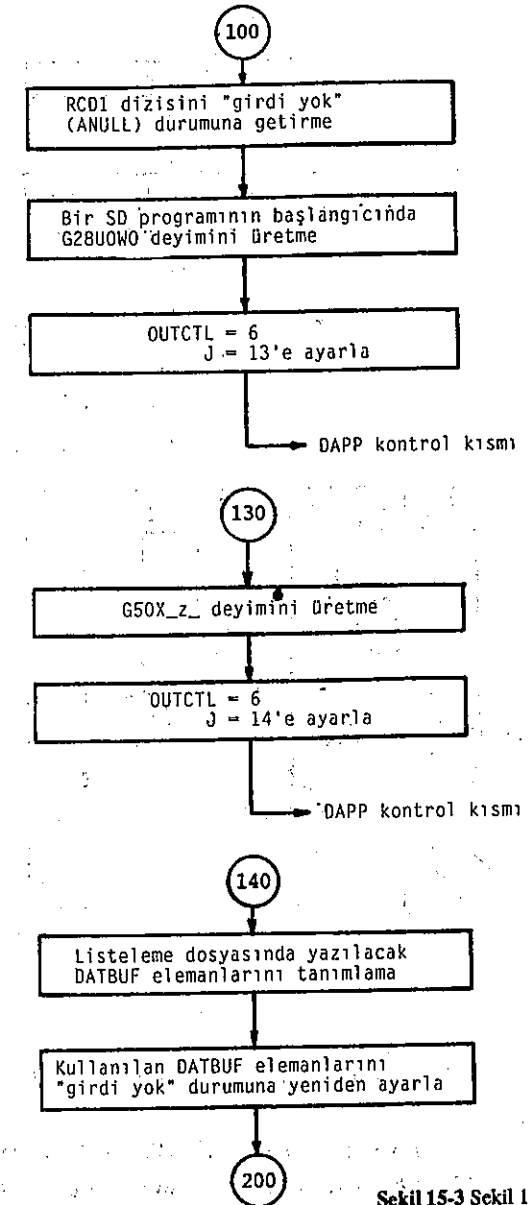 100
RCD1 dizisini "girdi yok"
(ANULL) durumuna getirme
Bir SD programının başlangıcında
G28U0W0 deyimini üretme
OUTCTL = 6
J = 13'e ayarla
DAPP kontrol kısmı
130
G50X_z_ deyimini üretme
OUTCTL = 6
J = 14'e ayarla
DAPP kontrol kısmı
140
Listeleme dosyasında yazılacak
DATBUF elemanlarını tanımlama
Kullanılan DATBUF elemanlarını
"girdi yok" durumuna yeniden ayarla
200
Şekil 15-3 Şekil 1